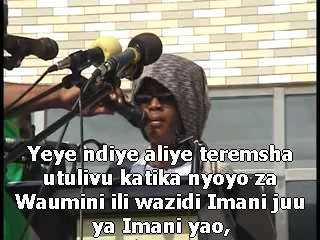 Yeye ndiye aliye teremsha
utulivu katika nyoyo za
Waumini ili wazidi Imani juu
ya Imani yao,